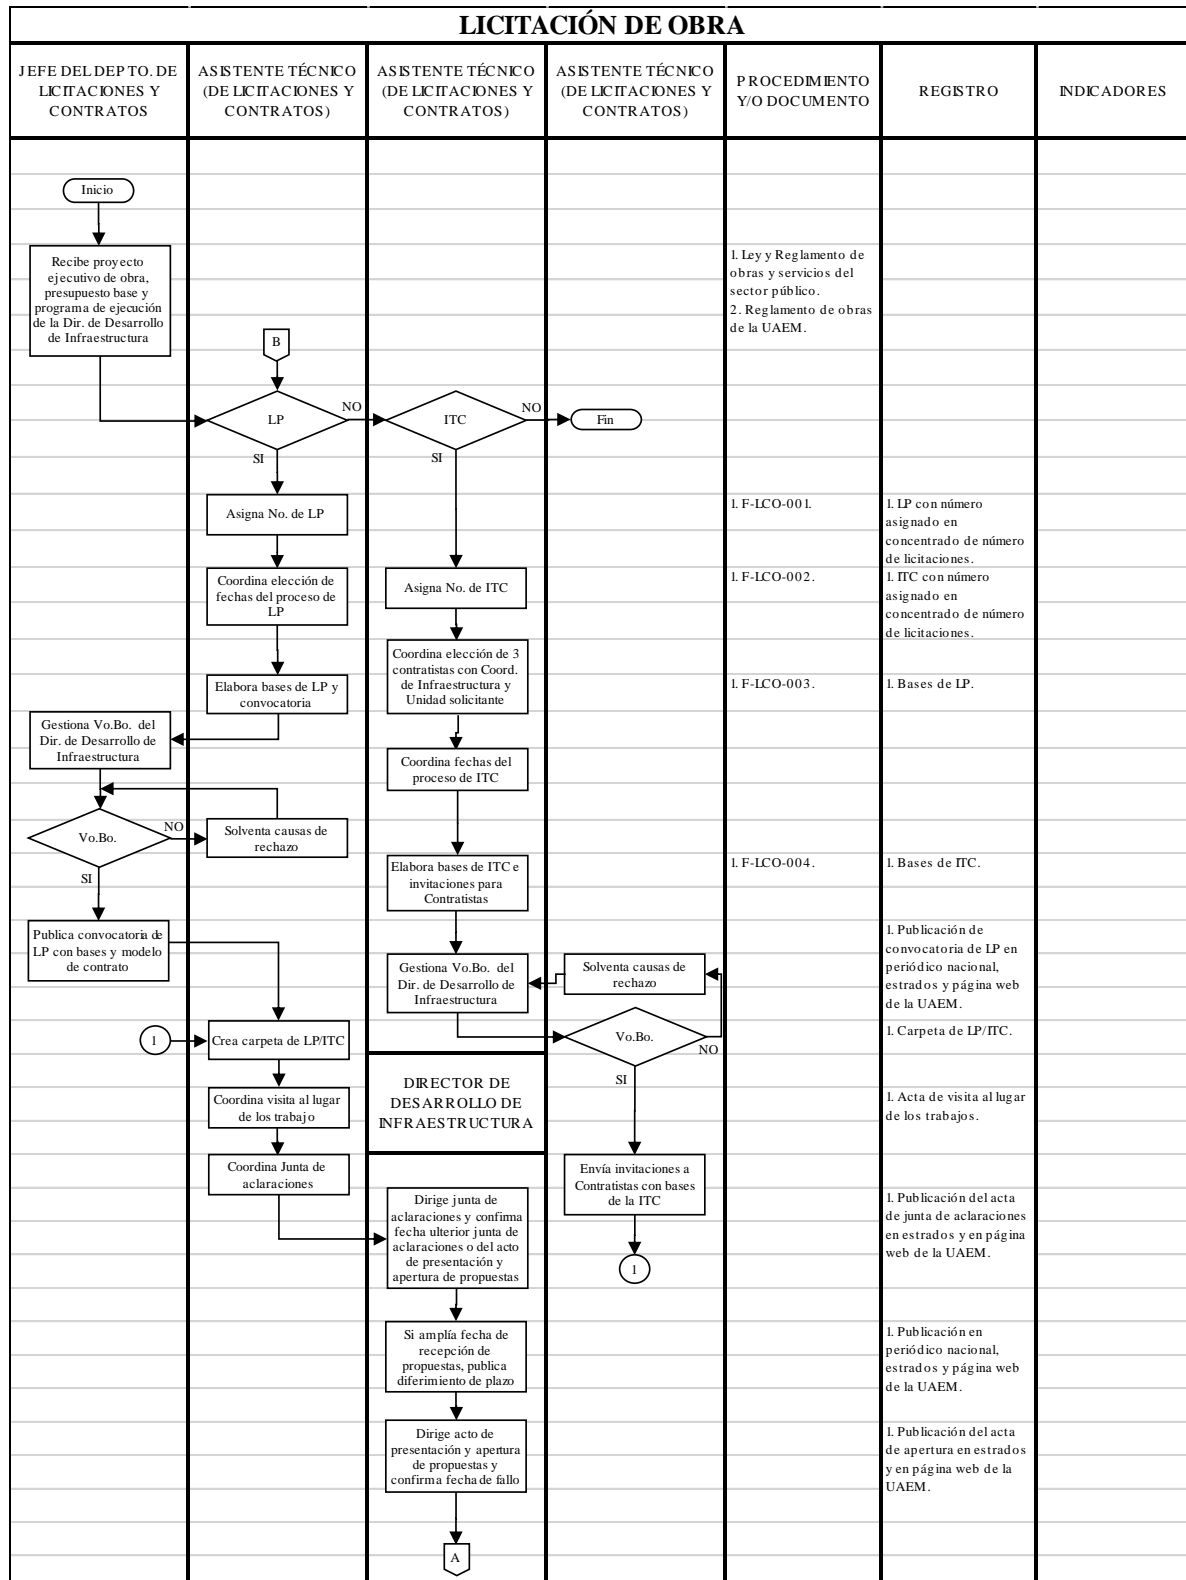 LICITACIÓN DE OBRA
JEFE DEL DEPTO. DE
LICITACIONES Y
CONTRATOS
ASISTENTE TÉCNICO
(DE LICITACIONES Y
CONTRATOS)
ASISTENTE TÉCNICO
(DE LICITACIONES Y
CONTRATOS)
ASISTENTE TÉCNICO
(DE LICITACIONES Y
CONTRATOS)
PROCEDIMIENTO
Y/O DOCUMENTO
REGISTRO
INDICADORES
Inicio
Recibe proyecto
ejecutivo de obra,
presupuesto base y
programa de ejecución
de la Dir. de Desarrollo
de Infraestructura
1. Ley y Reglamento de
obras y servicios del
sector público.
2. Reglamento de obras
de la UAEM.
B
LP
NO
ITC
NO
Fin
SI
SI
Asigna No. de LP
1. F-LCO-001.
1. LP con número
asignado en
concentrado de número
de licitaciones.
Coordina elección de
fechas del proceso de
LP
Asigna No. de ITC
1. F-LCO-002.
1. ITC con número
asignado en
concentrado de número
de licitaciones.
Coordina elección de 3
contratistas con Coord.
de Infraestructura y
Unidad solicitante
Elabora bases de LP y
convocatoria
1. F-LCO-003.
1. Bases de LP.
Gestiona Vo.Bo. del
Dir. de Desarrollo de
Infraestructura
Coordina fechas del
proceso de ITC
Vo.Bo.
NO
Solventa causas de
rechazo
SI
Elabora bases de ITC e
invitaciones para
Contratistas
1. F-LCO-004.
1. Bases de ITC.
Publica convocatoria de
LP con bases y modelo
de contrato
Gestiona Vo.Bo. del
Dir. de Desarrollo de
Infraestructura
Solventa causas de
rechazo
1. Publicación de
convocatoria de LP en
periódico nacional,
estrados y página web
de la UAEM.
1
Crea carpeta de LP/ITC
Vo.Bo.
NO
SI
1. Carpeta de LP/ITC.
DIRECTOR DE
DESARROLLO DE
INFRAESTRUCTURA
Coordina visita al lugar
de los trabajo
1. Acta de visita al lugar
de los trabajos.
Coordina Junta de
aclaraciones
Envía invitaciones a
Contratistas con bases
de la ITC
Dirige junta de
aclaraciones y confirma
fecha ulterior junta de
aclaraciones o del acto
de presentación y
apertura de propuestas
1
1. Publicación del acta
de junta de aclaraciones
en estrados y en página
web de la UAEM.
Si amplía fecha de
recepción de
propuestas, publica
diferimiento de plazo
1. Publicación en
periódico nacional,
estrados y página web
de la UAEM.
Dirige acto de
presentación y apertura
de propuestas y
confirma fecha de fallo
1. Publicación del acta
de apertura en estrados
y en página web de la
UAEM.
A